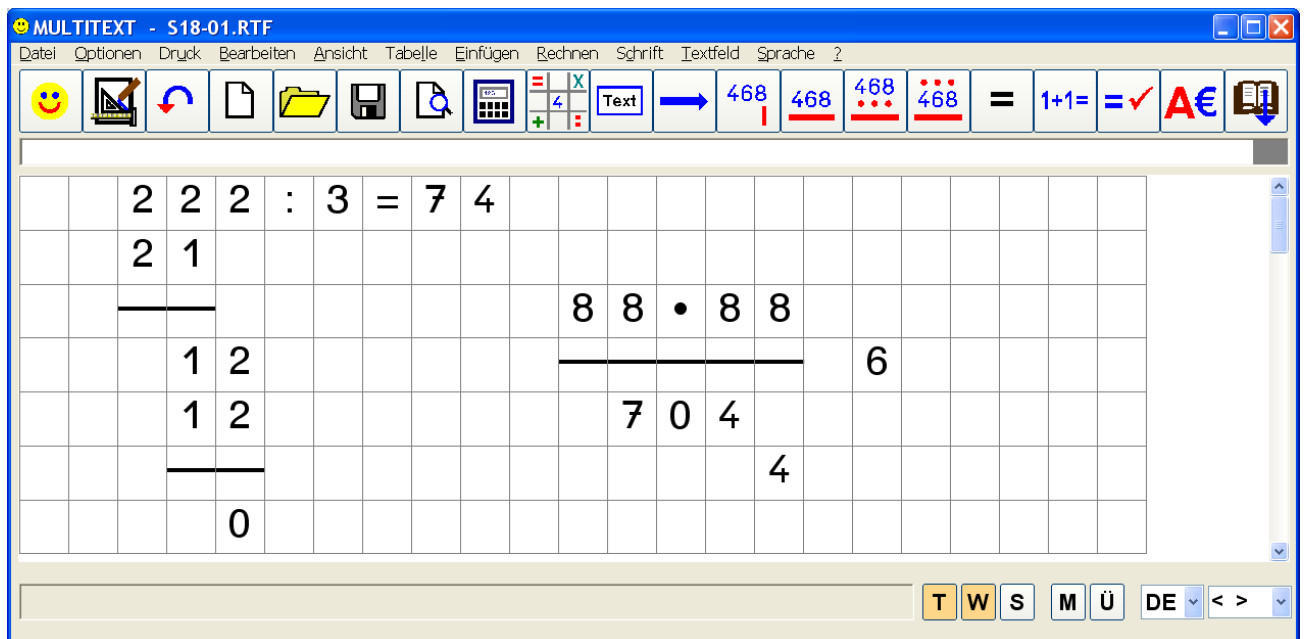 MULTITEXT - S18-01.RTF
Datei Optionen Druck Bearbeiten Ansicht Tabelle Einfügen Rechnen Schrift Textfeld Sprache ?
= X 4 + : Text 468 468 468 468 = 1+1= = A€
2 2 2 : 3 = 7 4
2 1
8 8 • 8 8
1 2 6
1 2 7 0 4
4
0
T W S M Ü DE < >